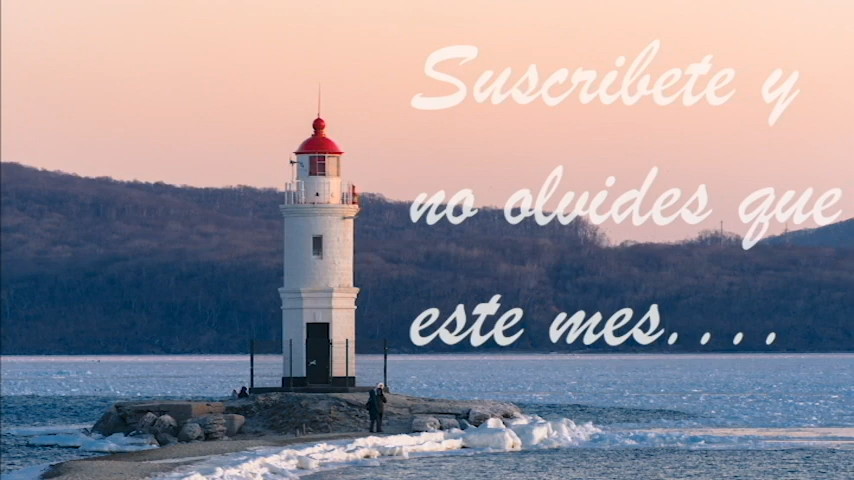 Suscribete y
no olvides que
este mes.....